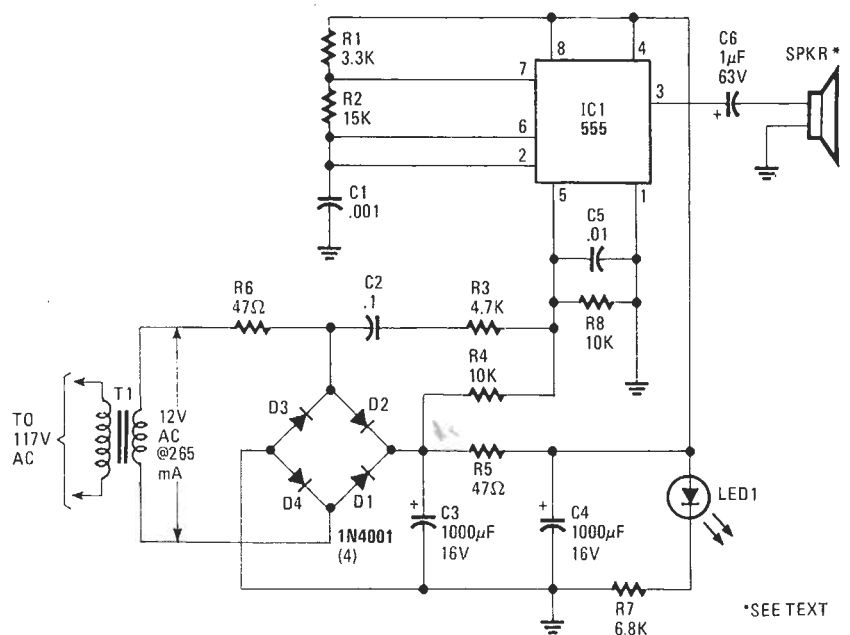 R1
3.3K
R2
15K
C1
.001
7
6
2
8
4
3
5
1
IC1
555
C6
1µF
63V
+
SPKR *
C5
.01
R8
10K
R6
47Ω
C2
.1
R3
4.7K
R4
10K
R5
47Ω
T1
TO
117V
AC
12V
AC
@265
mA
D3
D2
D4
D1
1N4001
(4)
+
C3
1000µF
16V
+
C4
1000µF
16V
LED1
R7
6.8K
*SEE TEXT